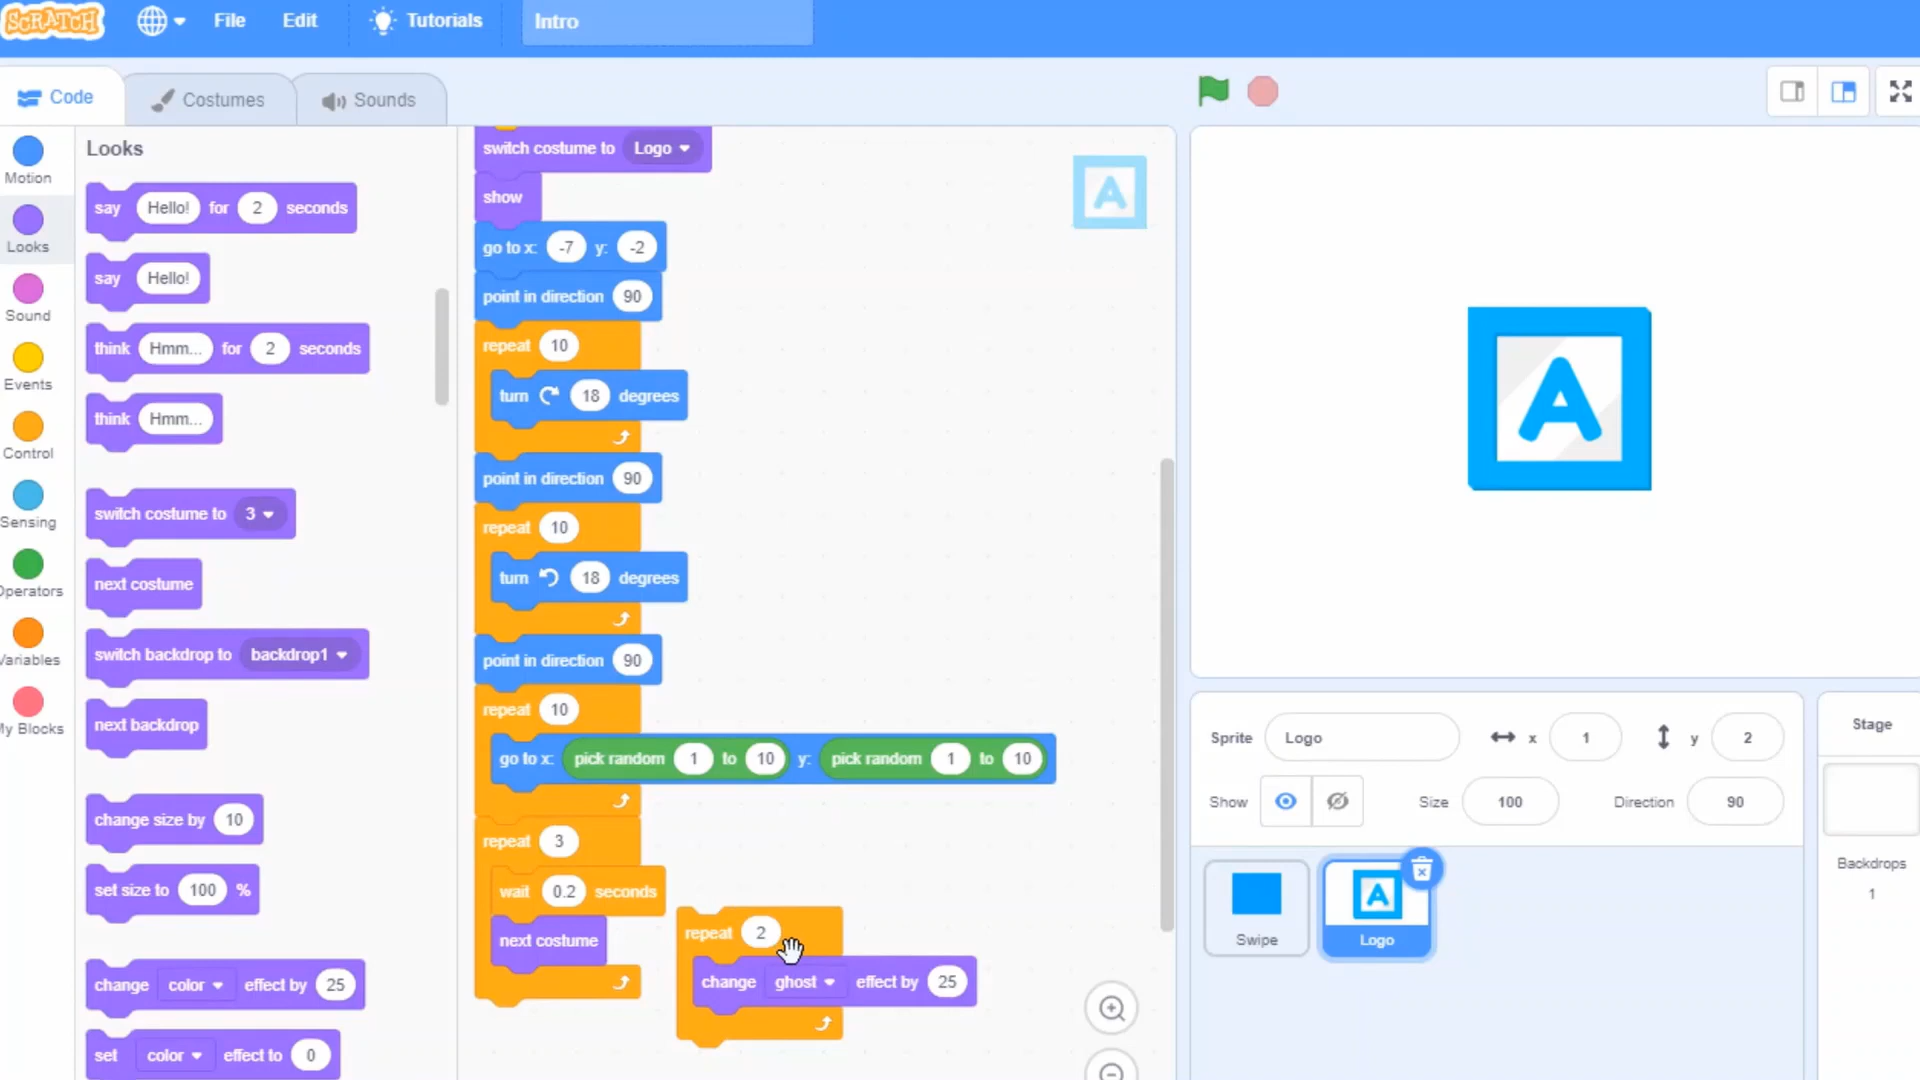 SCRATCH File Edit Tutorials Intro
Code Costumes Sounds
Motion
Looks
Sound
Events
Control
Sensing
Operators
Variables
My Blocks
Looks
say Hello! for 2 seconds
say Hello!
think Hmm... for 2 seconds
think Hmm...
switch costume to 3
next costume
switch backdrop to backdrop1
next backdrop
change size by 10
set size to 100 %
change color effect by 25
set color effect to 0
switch costume to Logo
show
go to x: -7 y: -2
point in direction 90
repeat 10
turn 18 degrees
point in direction 90
repeat 10
turn 18 degrees
point in direction 90
repeat 10
go to x: pick random 1 to 10 y: pick random 1 to 10
repeat 3
wait 0.2 seconds
next costume
repeat 2
change ghost effect by 25
A
A
Sprite Logo x 1 y 2
Show Size 100 Direction 90
Swipe
A
Logo
Stage
Backdrops
1